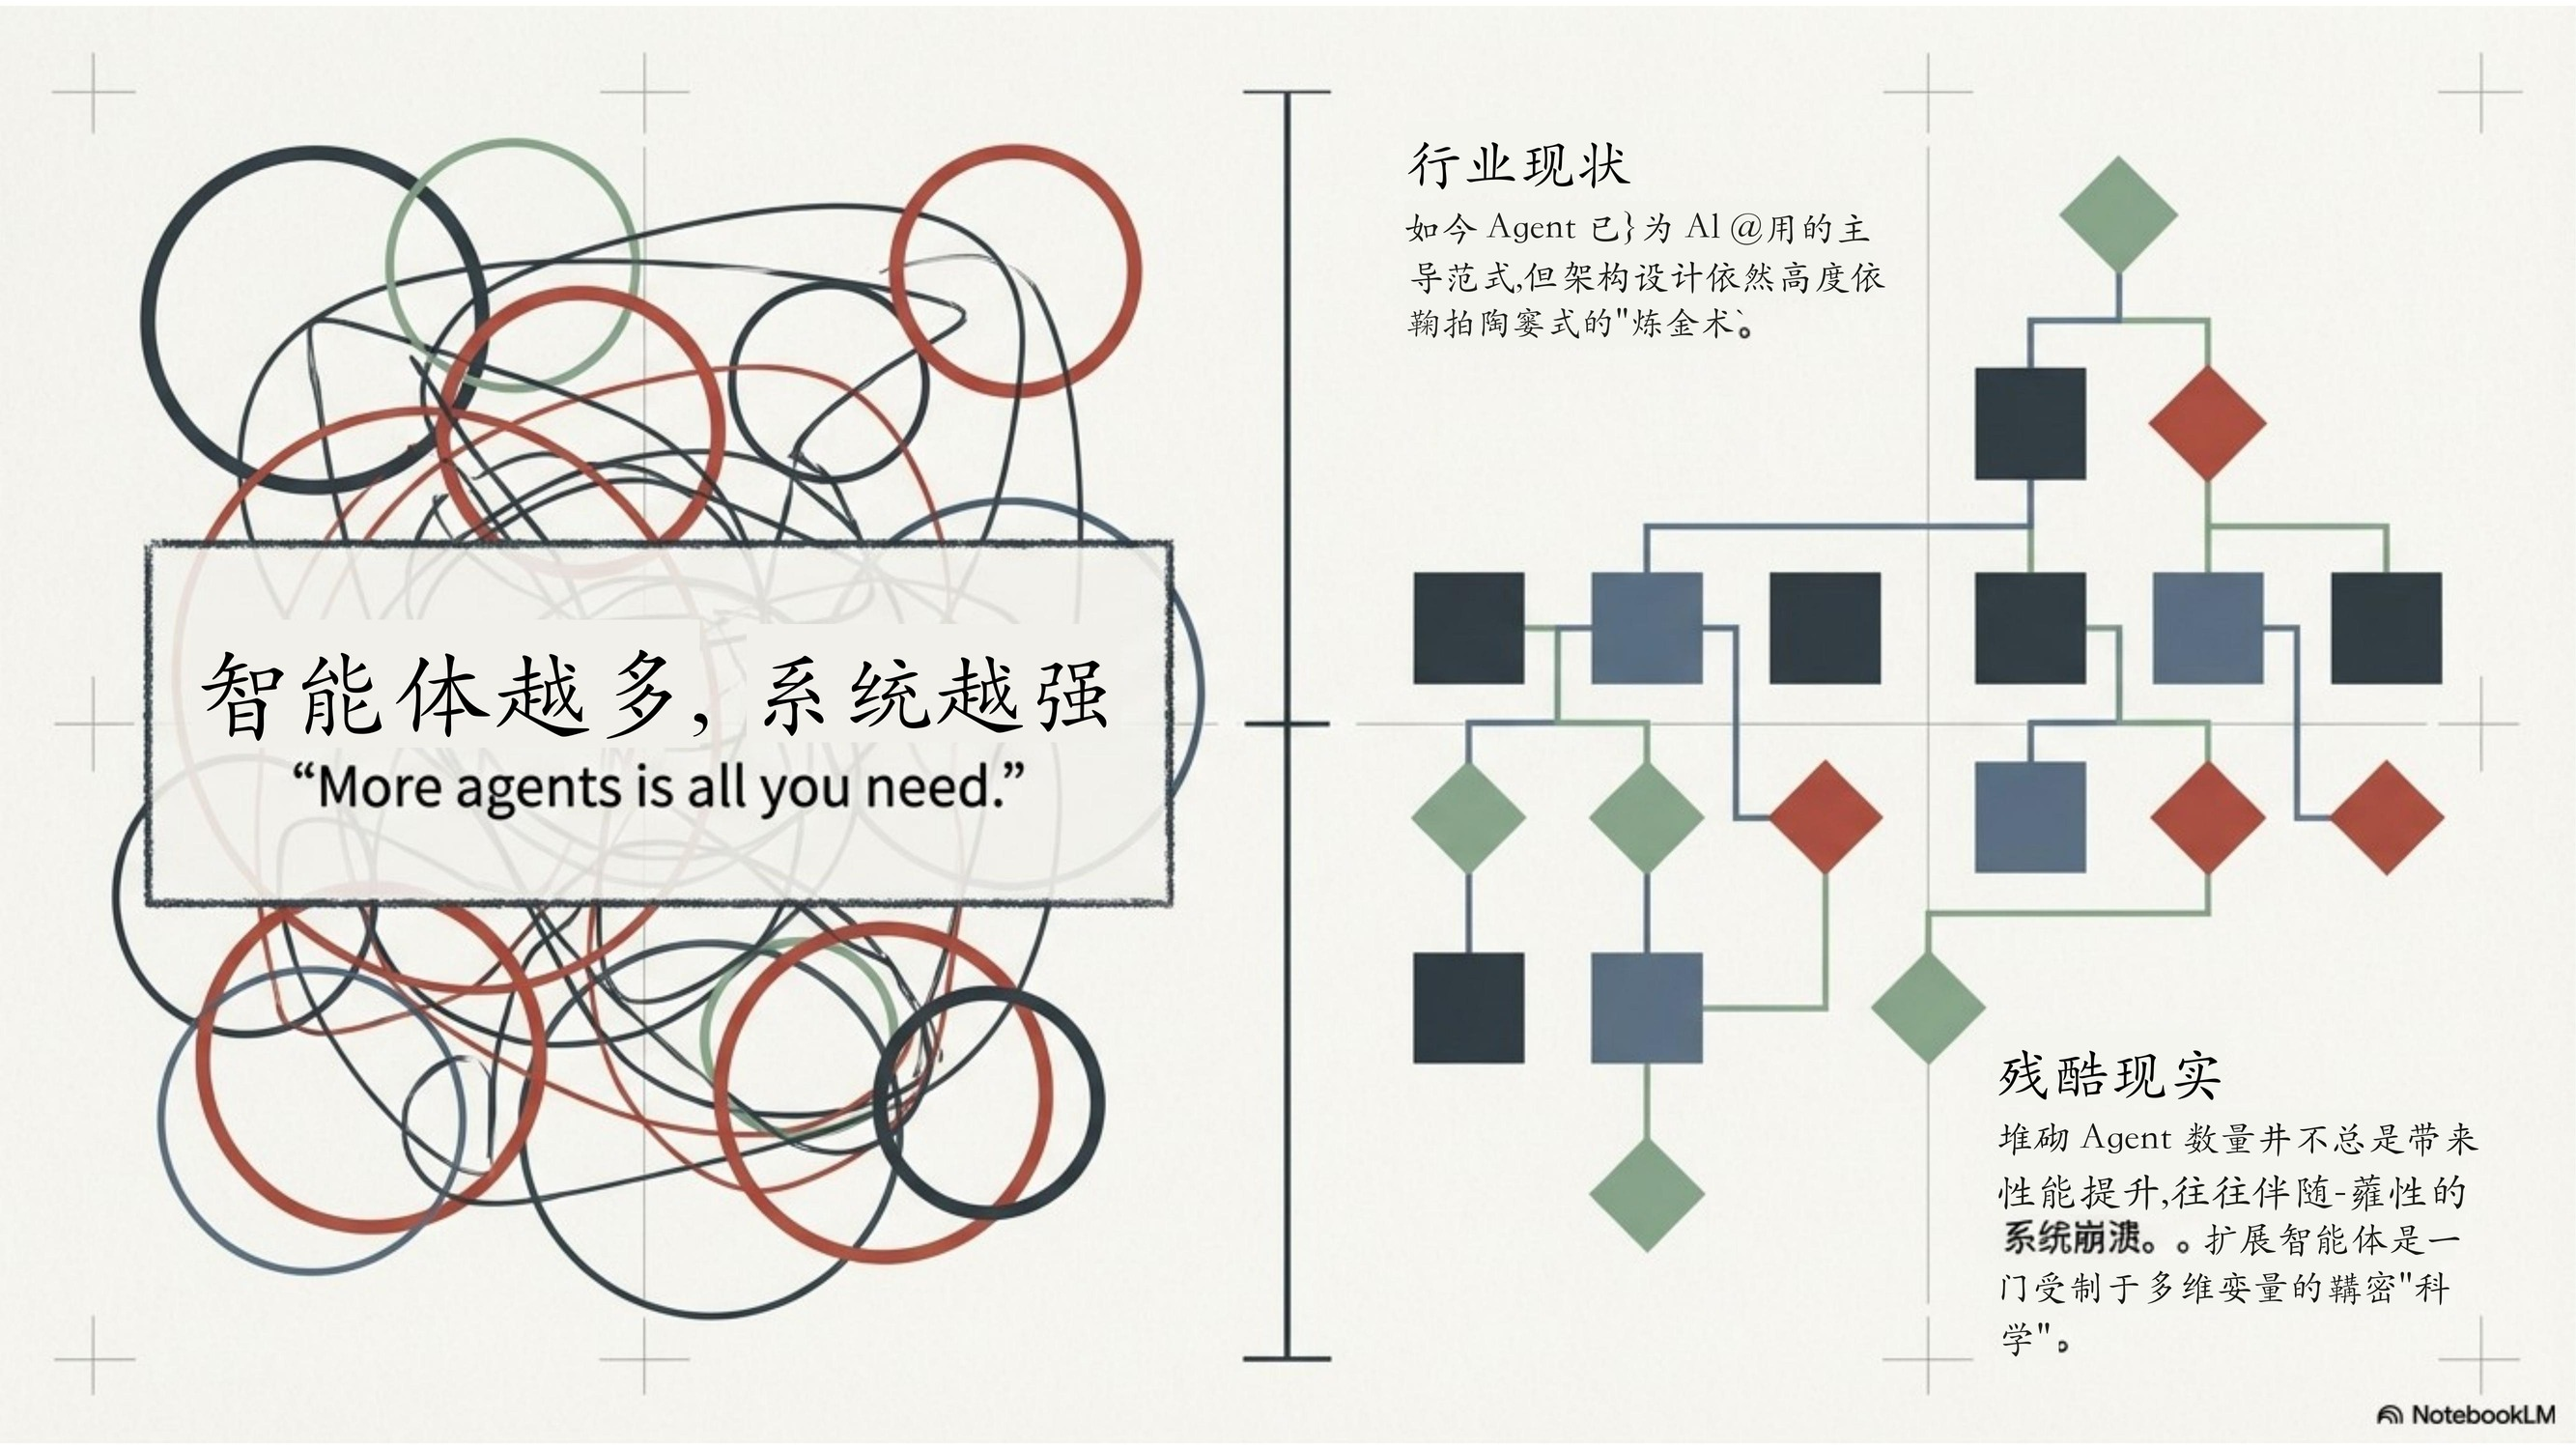 智能体越多, 系统越强
“More agents is all you need.”
行业现状
如今 Agent 已}为 Al @用的主
导范式,但架构设计依然高度依
鞠拍陶窑式的"炼金术`。
残酷现实
堆砌 Agent 数量井不总是带来
性能提升,往往伴随-蕹性的
系统崩溃。。扩展智能体是一
门受制于多维变量的鞲密"科
学"。
NotebookLM